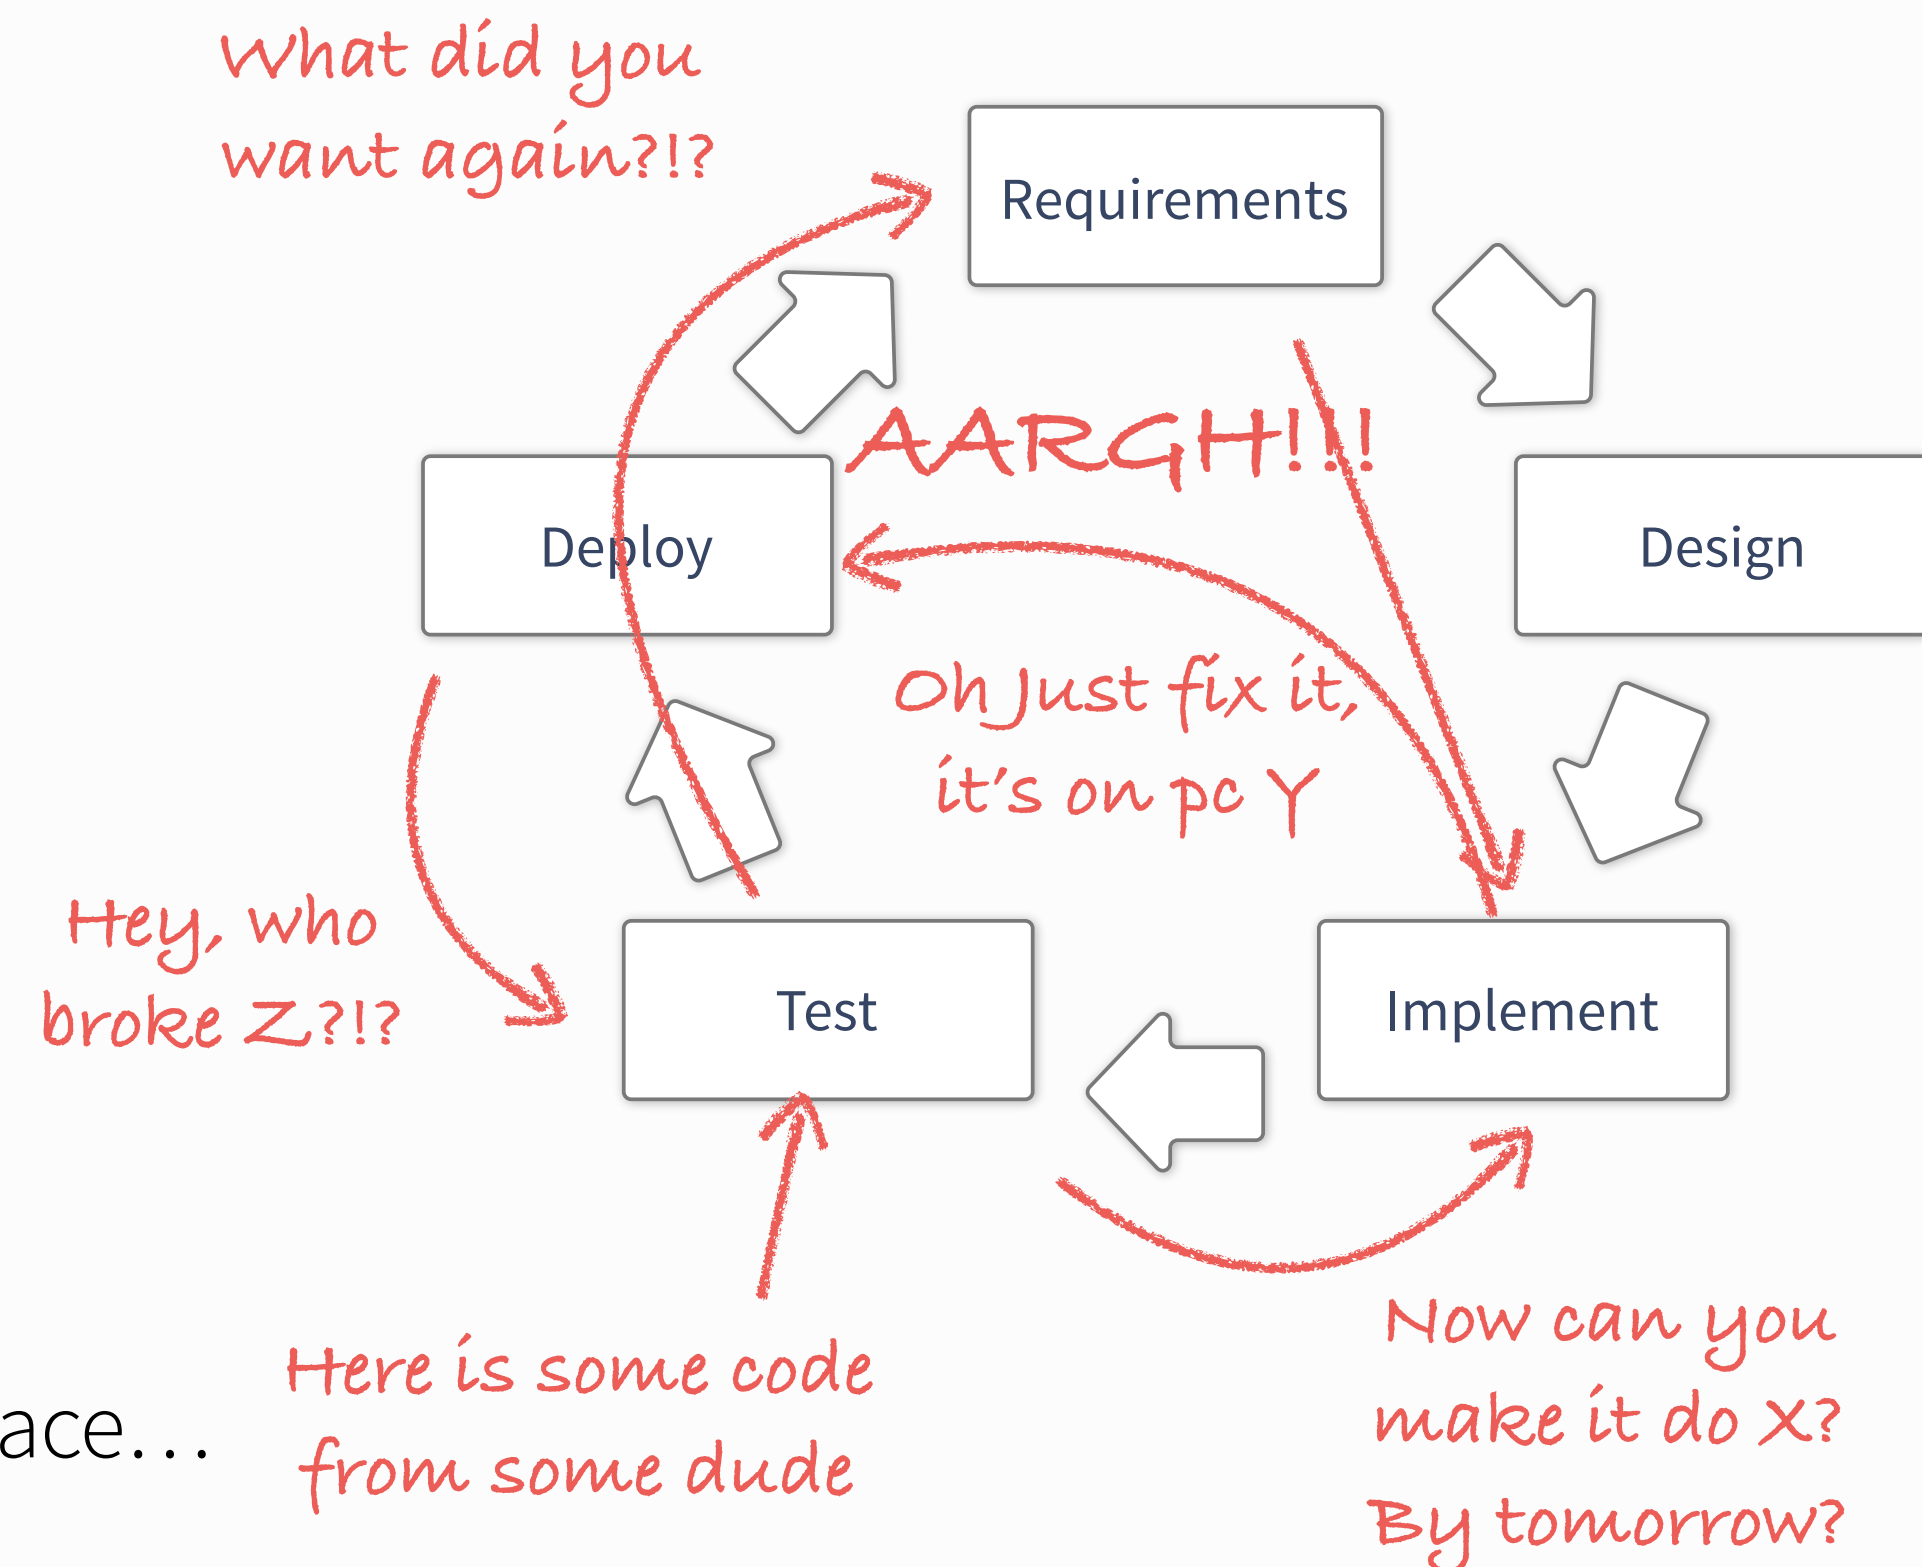 What did you
want again?!?
Requirements
AARGH!!!
Deploy
Design
Oh Just fix it,
it's on pc Y
Hey, who
broke Z?!?
Test
Implement
Here is some code
from some dude
Now can you
make it do X?
By tomorrow?
ace...